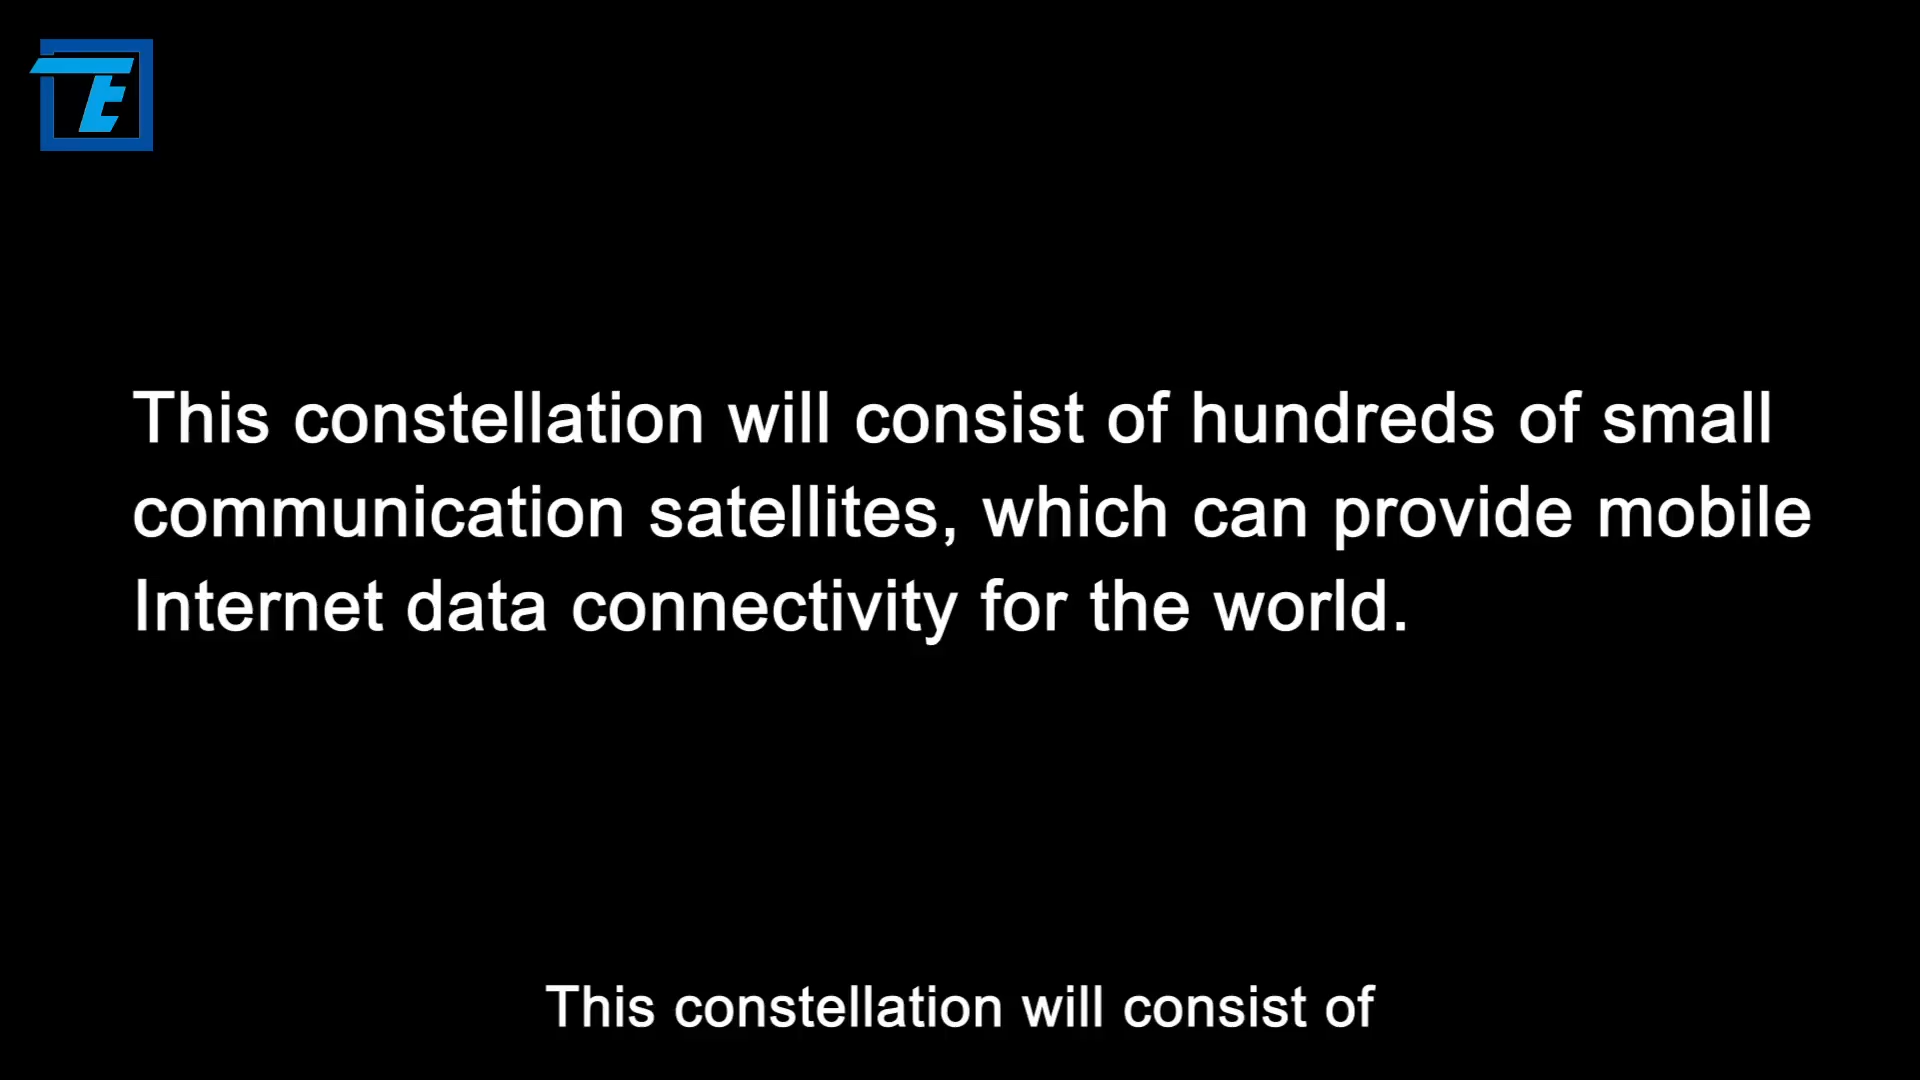 TE
This constellation will consist of hundreds of small
communication satellites, which can provide mobile
Internet data connectivity for the world.
This constellation will consist of